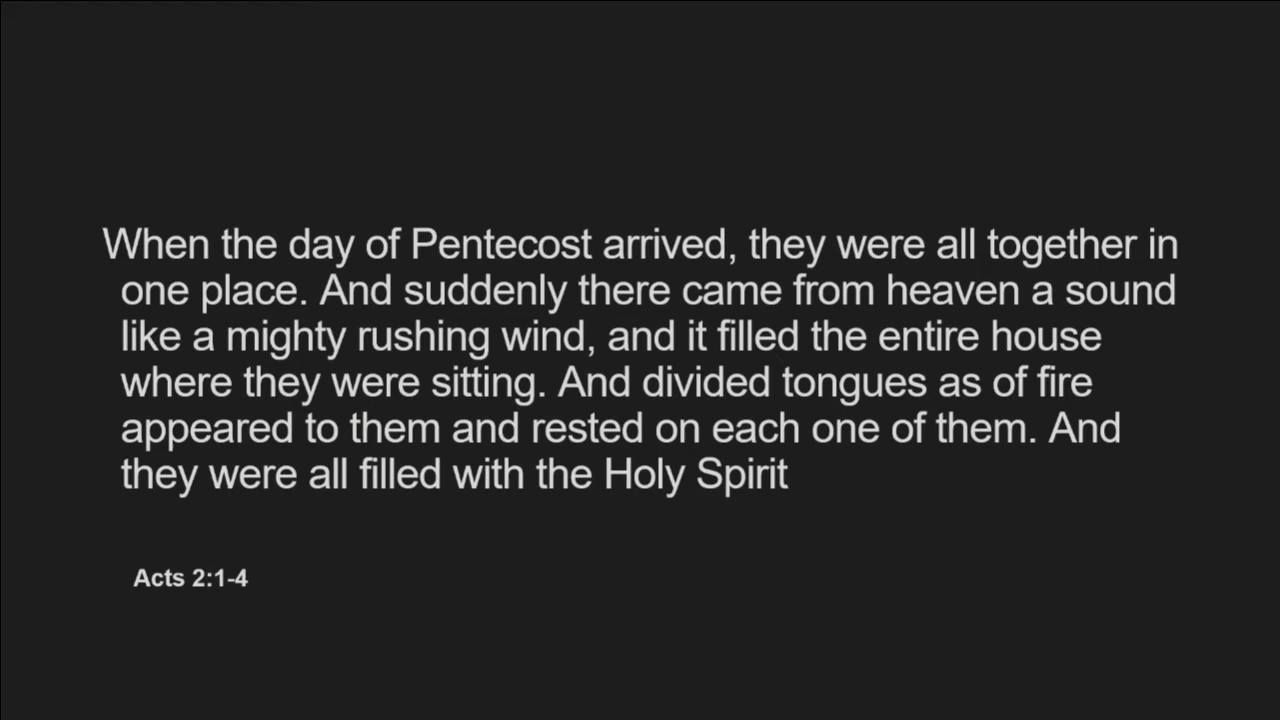 When the day of Pentecost arrived, they were all together in
one place. And suddenly there came from heaven a sound
like a mighty rushing wind, and it filled the entire house
where they were sitting. And divided tongues as of fire
appeared to them and rested on each one of them. And
they were all filled with the Holy Spirit
Acts 2:1-4